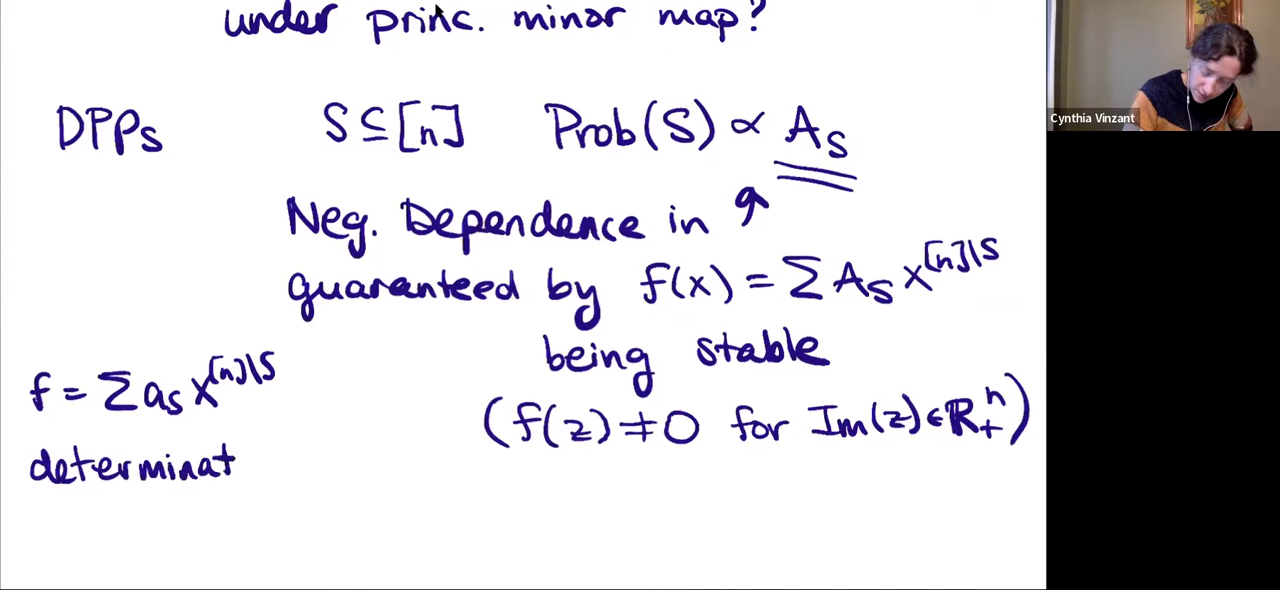 under princ. minor map?
Cynthia Vinzant
DPPs S ⊆ [n] Prob(S) ∝ A_S
Neg. Dependence in
guaranteed by f(x) = ∑ A_S x^{[n]\S}
being stable
f = ∑ a_S x^{[n]\S}
(f(z) ≠ 0 for Im(z) ∈ ℝ_+^n)
determinat